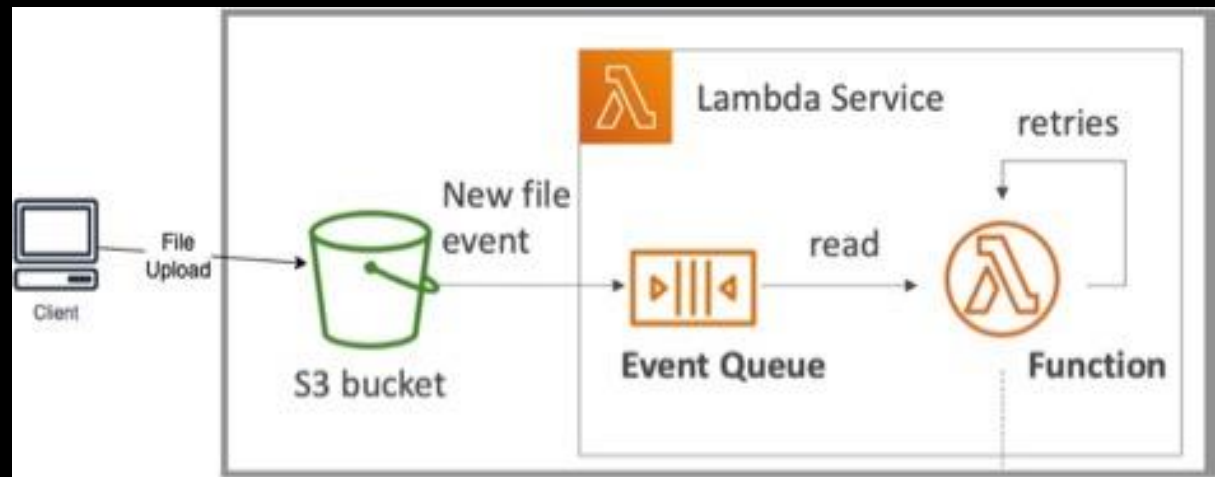 Lambda Service
retries
New file
event
read
File
Upload
Client
S3 bucket
Event Queue
Function